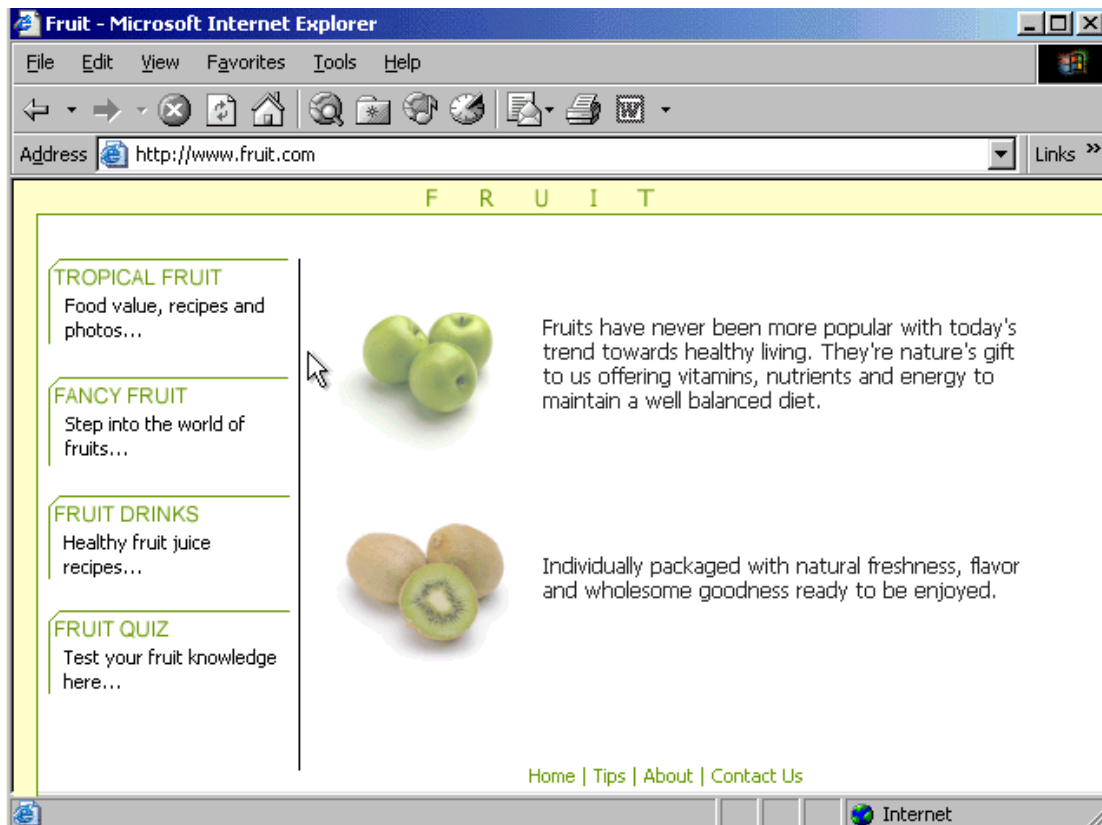 Fruit - Microsoft Internet Explorer
File Edit View Favorites Tools Help
Address http://www.fruit.com Links »
F R U I T
TROPICAL FRUIT
Food value, recipes and
photos...
FANCY FRUIT
Step into the world of
fruits...
FRUIT DRINKS
Healthy fruit juice
recipes...
FRUIT QUIZ
Test your fruit knowledge
here...
Fruits have never been more popular with today's
trend towards healthy living. They're nature's gift
to us offering vitamins, nutrients and energy to
maintain a well balanced diet.
Individually packaged with natural freshness, flavor
and wholesome goodness ready to be enjoyed.
Home | Tips | About | Contact Us
Internet